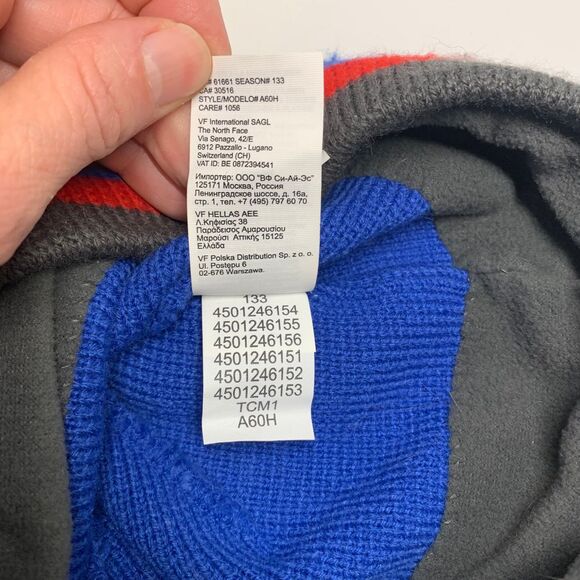 # 61661 SEASON# 133
CA# 30516
STYLE/MODELO# A60H
CARE# 1056
VF International SAGL
The North Face
Via Senago, 42/E
6912 Pazzallo - Lugano
Switzerland (CH)
VAT ID: BE 0872394541
Импортер: ООО "ВФ Си-Ай-Эс"
125171 Москва, Россия
Ленинградское шоссе, д. 16а,
стр. 1, тел. +7 (495) 797 60 70
VF HELLAS AEE
Λ.Κηφισίας 38
Παράδεισος Αμαρουσίου
Μαρούσι Αττικής 15125
Ελλάδα
VF Polska Distribution Sp. z o. o.
Ul. Postępu 6
02-676 Warszawa.
133
4501246154
4501246155
4501246156
4501246151
4501246152
4501246153
TCM1
A60H